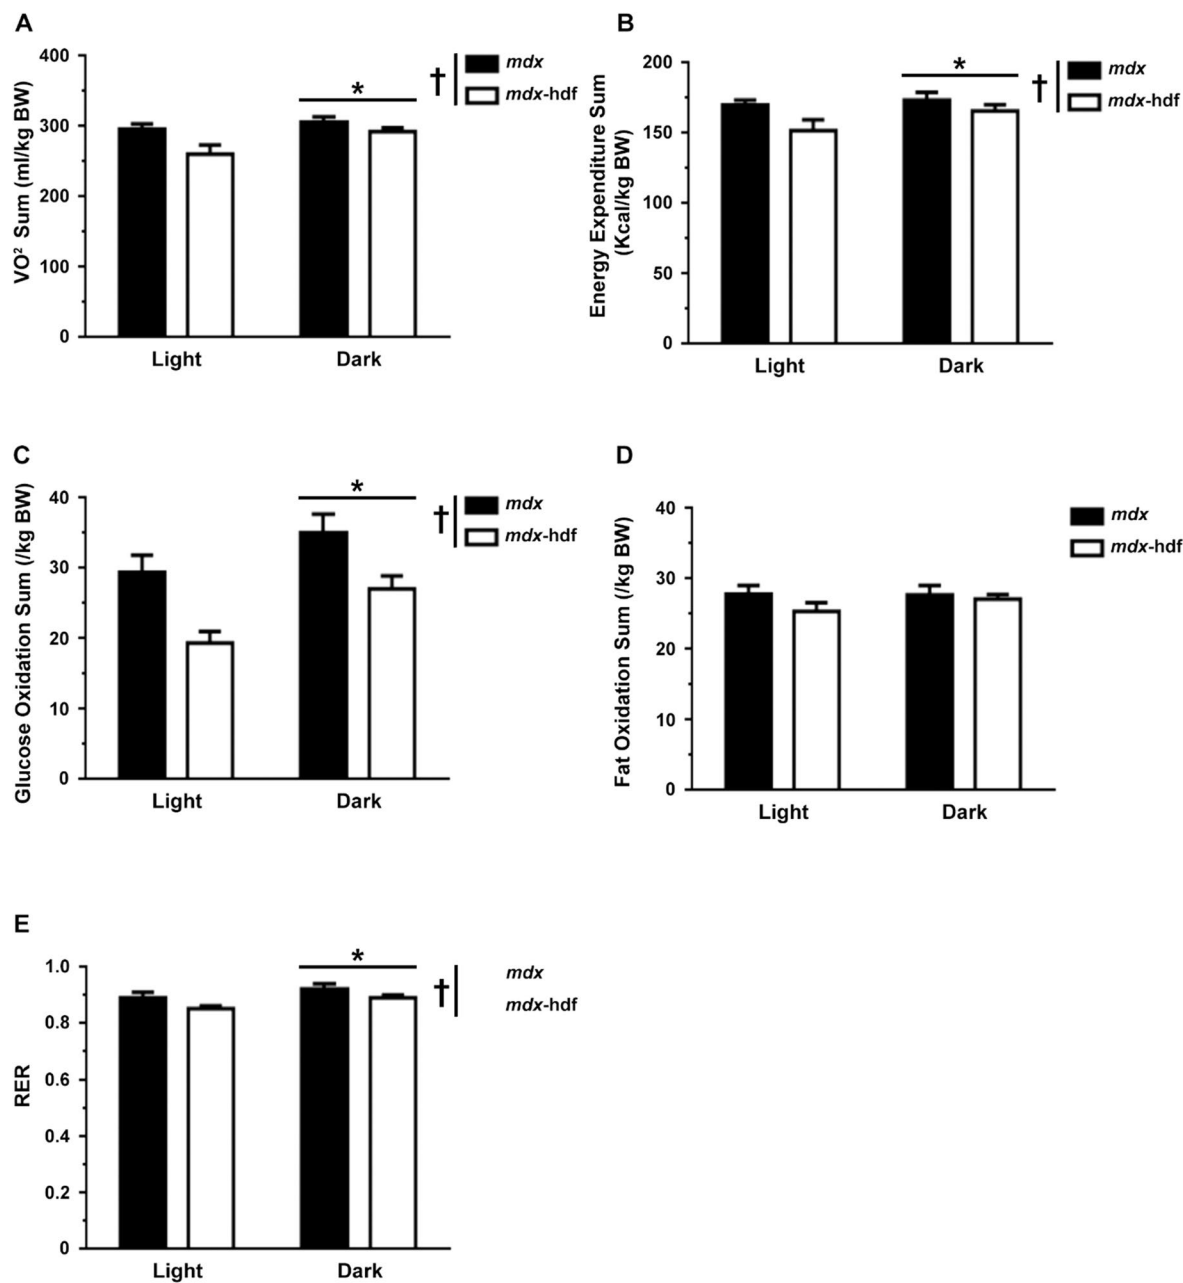 A
VO² Sum (ml/kg BW)
400
300
200
100
0
Light
Dark
*
†
mdx
mdx-hdf
B
Energy Expenditure Sum
(Kcal/kg BW)
200
150
100
50
0
Light
Dark
*
†
mdx
mdx-hdf
C
Glucose Oxidation Sum (/kg BW)
40
30
20
10
0
Light
Dark
*
†
mdx
mdx-hdf
D
Fat Oxidation Sum (/kg BW)
40
30
20
10
0
Light
Dark
mdx
mdx-hdf
E
RER
1.0
0.8
0.6
0.4
0.2
0
Light
Dark
*
†
mdx
mdx-hdf